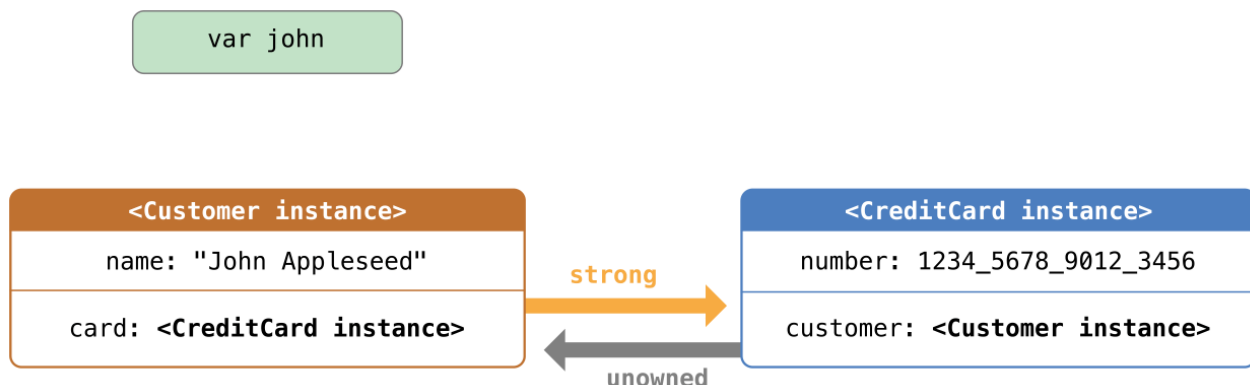 var john
<Customer instance>
name: "John Appleseed"
card: <CreditCard instance>
strong
unowned
<CreditCard instance>
number: 1234_5678_9012_3456
customer: <Customer instance>